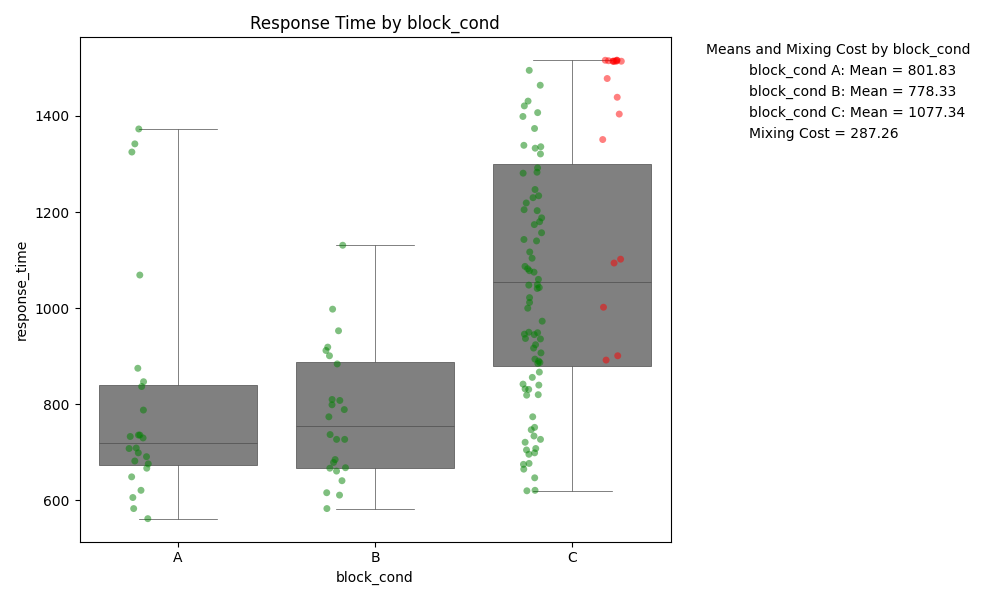 Response Time by block_cond
Means and Mixing Cost by block_cond
block_cond A: Mean = 801.83
block_cond B: Mean = 778.33
block_cond C: Mean = 1077.34
Mixing Cost = 287.26
response_time
1400
1200
1000
800
600
A
B
C
block_cond